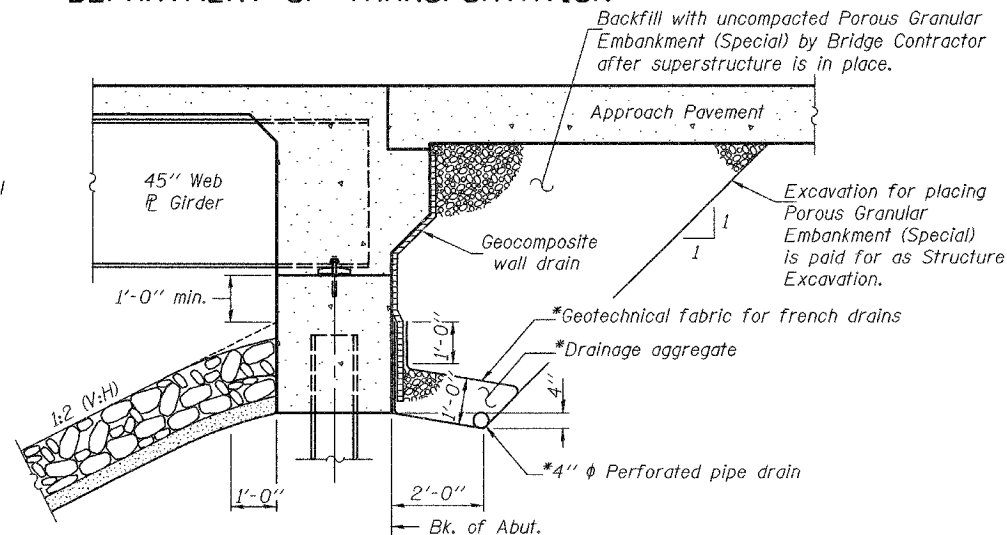 DEPARTMENT OF TRANSPORTATION
Backfill with uncompacted Porous Granular
Embankment (Special) by Bridge Contractor
after superstructure is in place.
Approach Pavement
45" Web
℄ Girder
Excavation for placing
Porous Granular
Embankment (Special)
is paid for as Structure
Excavation.
1
1
Geocomposite
wall drain
1'-0" min.
*Geotechnical fabric for french drains
*Drainage aggregate
1'-0"
1'-0"
4"
1:2 (V:H)
*4" ϕ Perforated pipe drain
1'-0"
2'-0"
Bk. of Abut.